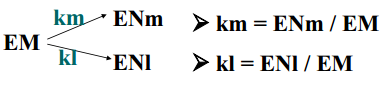 km ENm ➢ km = ENm / EM
EM
kl ENl ➢ kl = ENl / EM